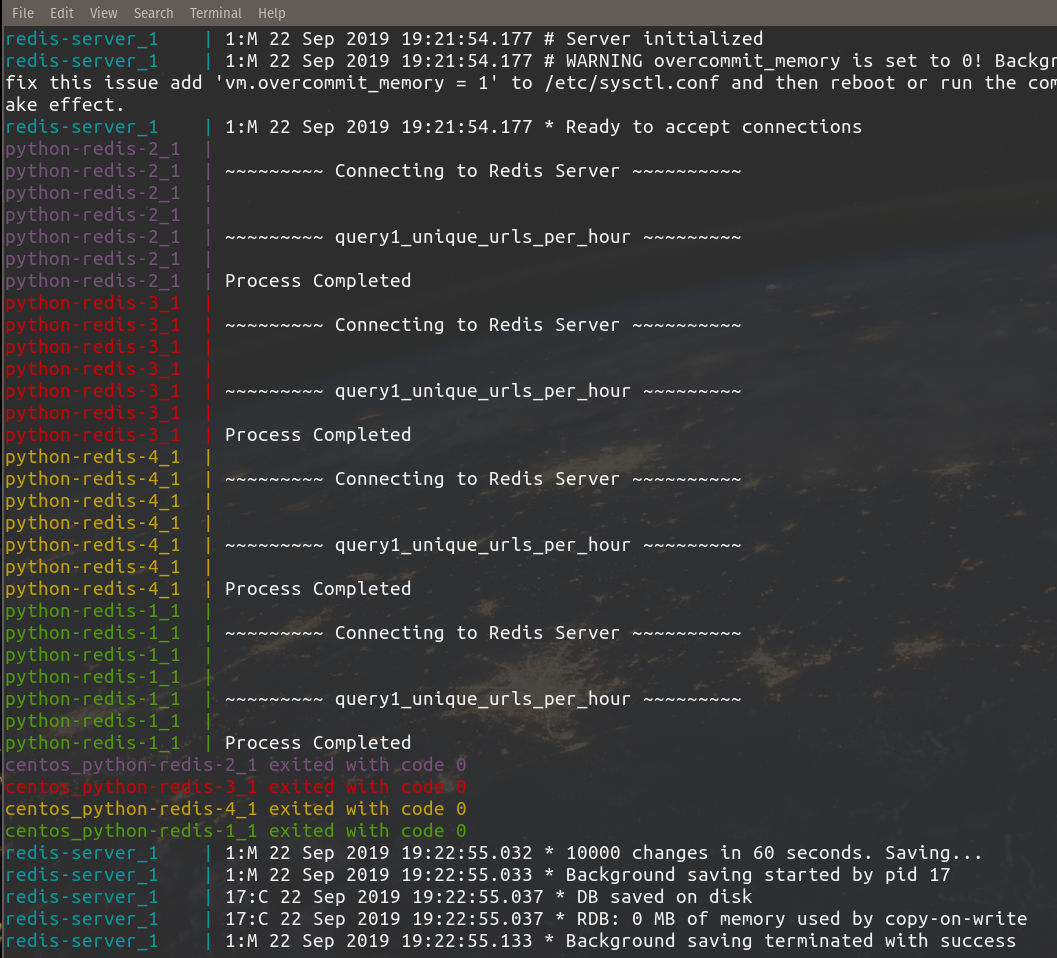 File Edit View Search Terminal Help
redis-server_1 | 1:M 22 Sep 2019 19:21:54.177 # Server initialized
redis-server_1 | 1:M 22 Sep 2019 19:21:54.177 # WARNING overcommit_memory is set to 0! Backgr
fix this issue add 'vm.overcommit_memory = 1' to /etc/sysctl.conf and then reboot or run the com
ake effect.
redis-server_1 | 1:M 22 Sep 2019 19:21:54.177 * Ready to accept connections
python-redis-2_1 |
python-redis-2_1 | ~~~~~~~~~ Connecting to Redis Server ~~~~~~~~~~
python-redis-2_1 |
python-redis-2_1 |
python-redis-2_1 | ~~~~~~~~~ query1_unique_urls_per_hour ~~~~~~~~~
python-redis-2_1 |
python-redis-2_1 | Process Completed
python-redis-3_1 |
python-redis-3_1 | ~~~~~~~~~ Connecting to Redis Server ~~~~~~~~~~
python-redis-3_1 |
python-redis-3_1 |
python-redis-3_1 | ~~~~~~~~~ query1_unique_urls_per_hour ~~~~~~~~~
python-redis-3_1 |
python-redis-3_1 | Process Completed
python-redis-4_1 |
python-redis-4_1 | ~~~~~~~~~ Connecting to Redis Server ~~~~~~~~~~
python-redis-4_1 |
python-redis-4_1 |
python-redis-4_1 | ~~~~~~~~~ query1_unique_urls_per_hour ~~~~~~~~~
python-redis-4_1 |
python-redis-4_1 | Process Completed
python-redis-1_1 |
python-redis-1_1 | ~~~~~~~~~ Connecting to Redis Server ~~~~~~~~~~
python-redis-1_1 |
python-redis-1_1 |
python-redis-1_1 | ~~~~~~~~~ query1_unique_urls_per_hour ~~~~~~~~~
python-redis-1_1 |
python-redis-1_1 | Process Completed
centos_python-redis-2_1 exited with code 0
centos_python-redis-3_1 exited with code 0
centos_python-redis-4_1 exited with code 0
centos_python-redis-1_1 exited with code 0
redis-server_1 | 1:M 22 Sep 2019 19:22:55.032 * 10000 changes in 60 seconds. Saving...
redis-server_1 | 1:M 22 Sep 2019 19:22:55.033 * Background saving started by pid 17
redis-server_1 | 17:C 22 Sep 2019 19:22:55.037 * DB saved on disk
redis-server_1 | 17:C 22 Sep 2019 19:22:55.037 * RDB: 0 MB of memory used by copy-on-write
redis-server_1 | 1:M 22 Sep 2019 19:22:55.133 * Background saving terminated with success